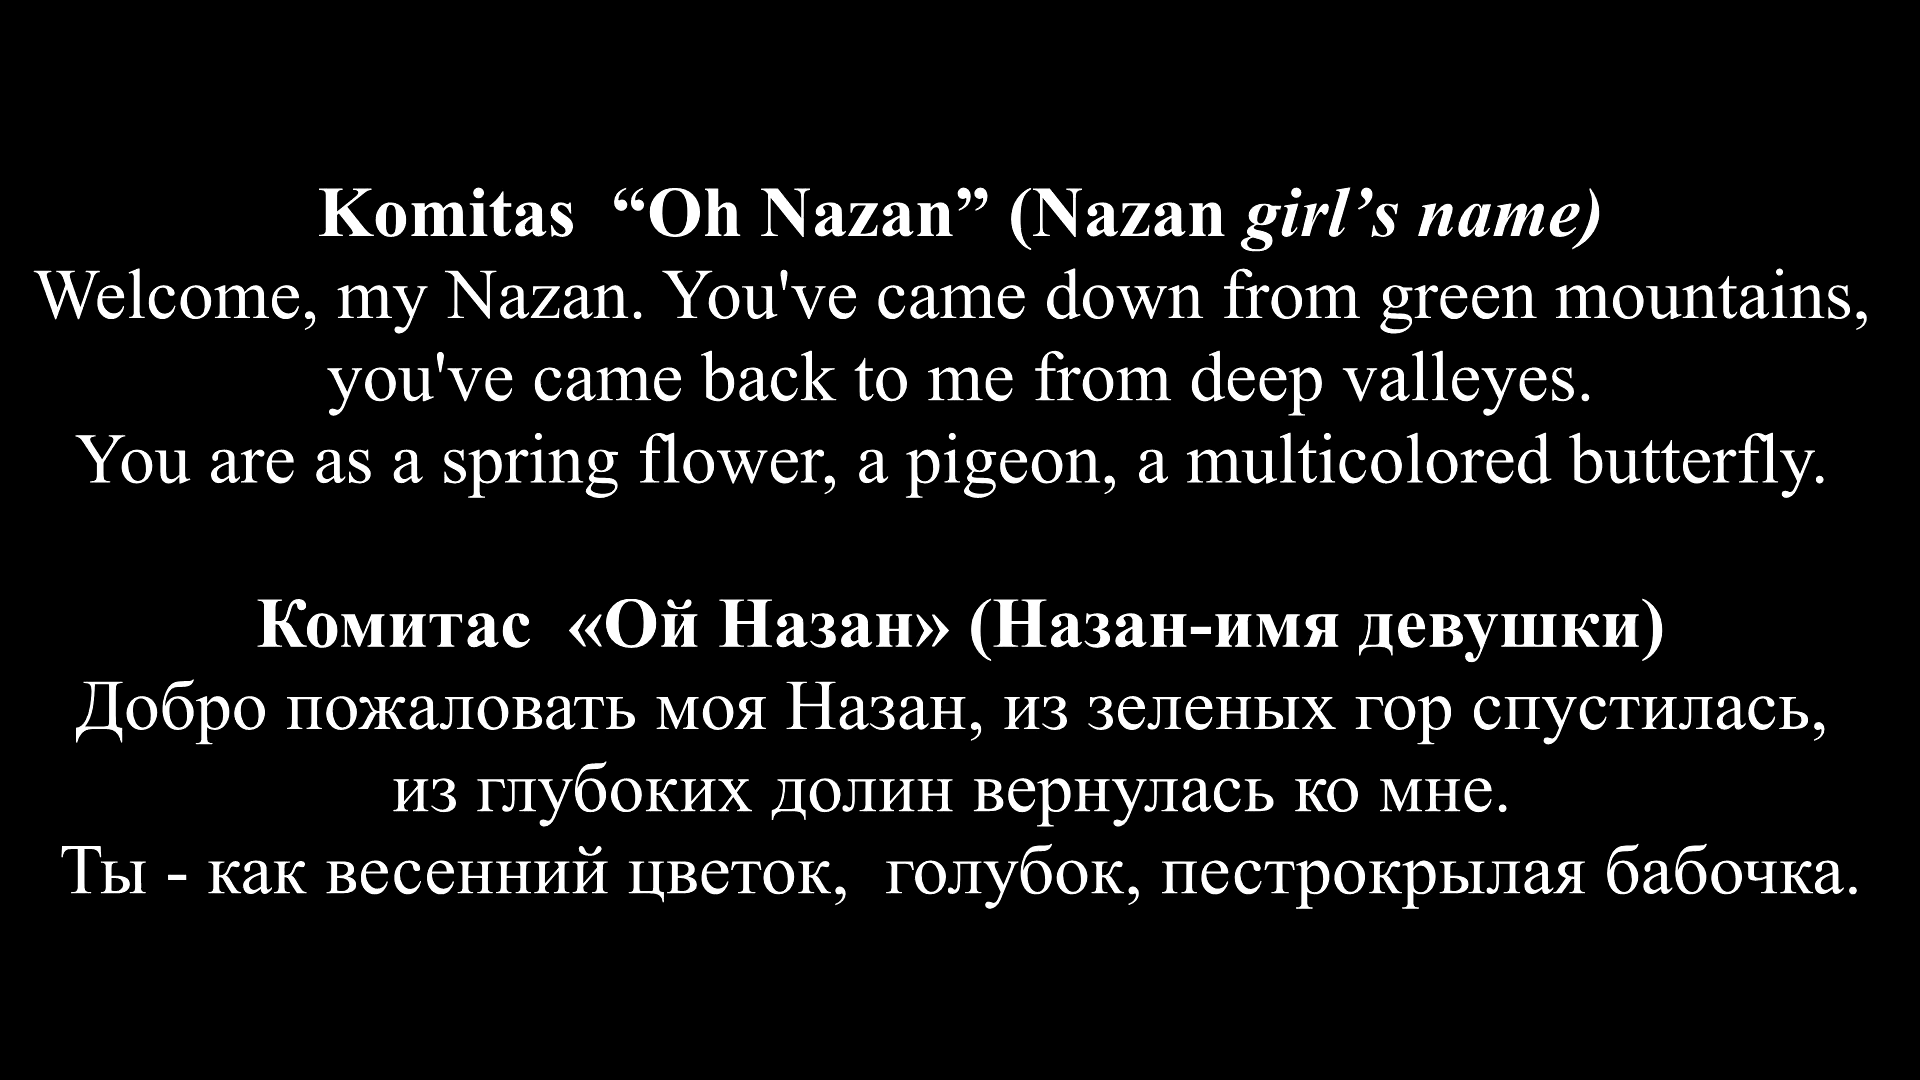 Komitas  “Oh Nazan” (Nazan girl’s name)
Welcome, my Nazan. You've came down from green mountains,
you've came back to me from deep valleyes.
You are as a spring flower, a pigeon, a multicolored butterfly.
Комитас  «Ой Назан» (Назан-имя девушки)
Добро пожаловать моя Назан, из зеленых гор спустилась,
из глубоких долин вернулась ко мне.
Ты - как весенний цветок,  голубок, пестрокрылая бабочка.